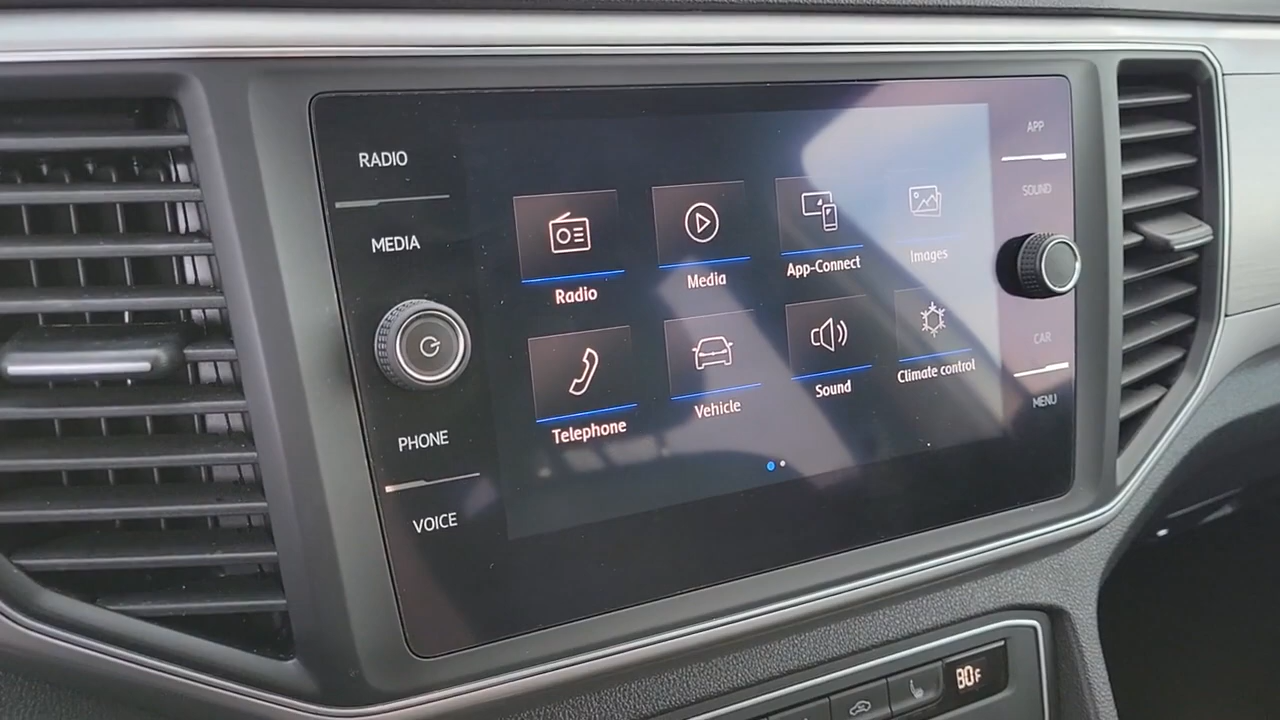 RADIO
MEDIA
PHONE
VOICE
Radio
Media
App-Connect
Images
Telephone
Vehicle
Sound
Climate control
APP
SOUND
CAR
MENU
80F